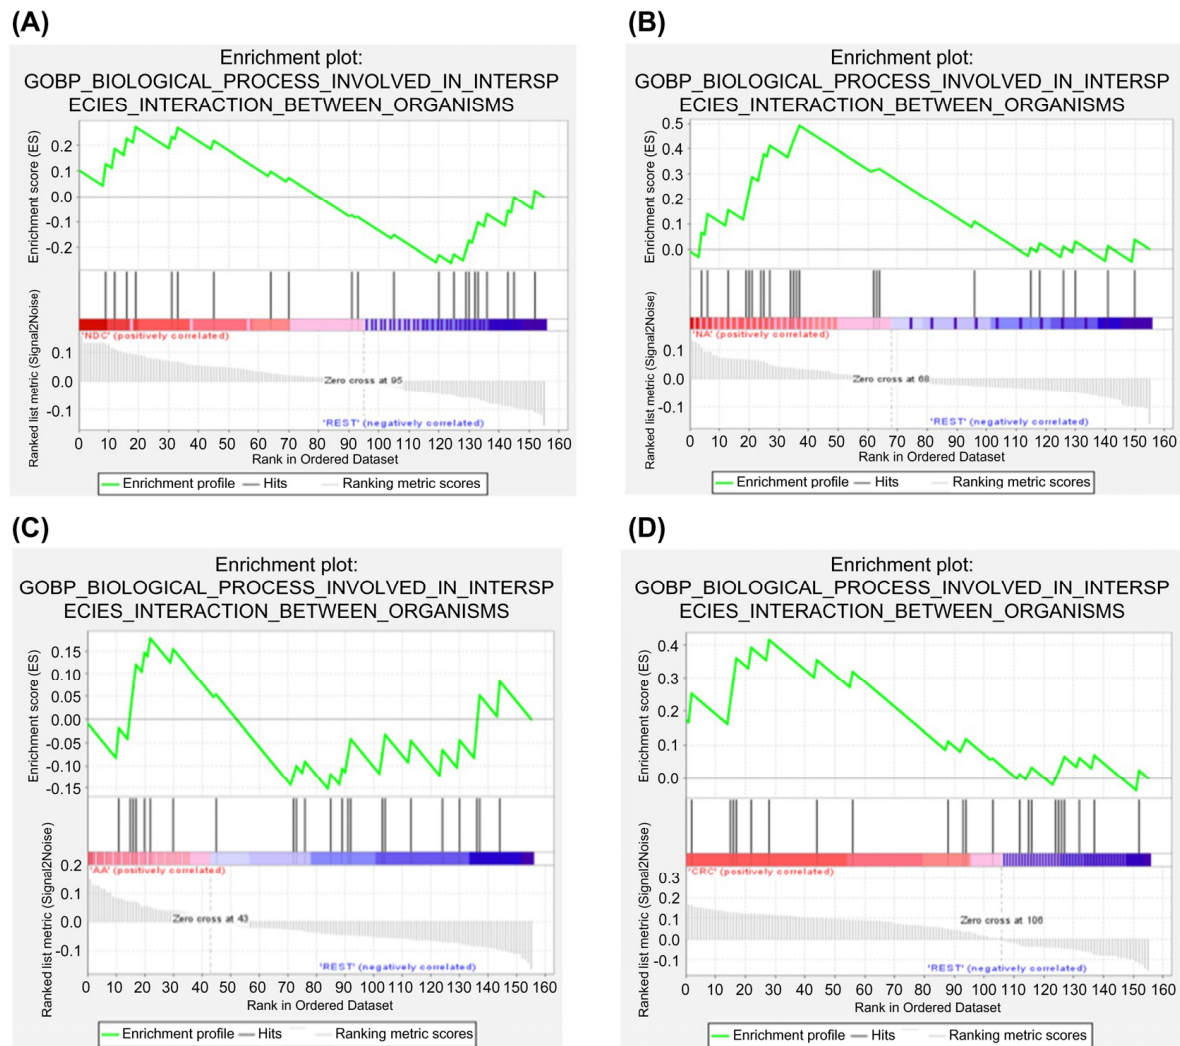 (A)
Enrichment plot:
GOBP_BIOLOGICAL_PROCESS_INVOLVED_IN_INTERSP
ECIES_INTERACTION_BETWEEN_ORGANISMS
Enrichment score (ES)
0.2
0.1
0.0
-0.1
-0.2
'NDC' (positively correlated)
Ranked list metric (Signal2Noise)
0.1
0.0
-0.1
Zero cross at 95
'REST' (negatively correlated)
0 10 20 30 40 50 60 70 80 90 100 110 120 130 140 150 160
Rank in Ordered Dataset
Enrichment profile Hits Ranking metric scores
(B)
Enrichment plot:
GOBP_BIOLOGICAL_PROCESS_INVOLVED_IN_INTERSP
ECIES_INTERACTION_BETWEEN_ORGANISMS
Enrichment score (ES)
0.5
0.4
0.3
0.2
0.1
0.0
'NA' (positively correlated)
Ranked list metric (Signal2Noise)
0.1
0.0
-0.1
Zero cross at 68
'REST' (negatively correlated)
0 10 20 30 40 50 60 70 80 90 100 110 120 130 140 150 160
Rank in Ordered Dataset
Enrichment profile Hits Ranking metric scores
(C)
Enrichment plot:
GOBP_BIOLOGICAL_PROCESS_INVOLVED_IN_INTERSP
ECIES_INTERACTION_BETWEEN_ORGANISMS
Enrichment score (ES)
0.15
0.10
0.05
0.00
-0.05
-0.10
-0.15
'AA' (positively correlated)
Ranked list metric (Signal2Noise)
0.2
0.1
0.0
-0.1
Zero cross at 43
'REST' (negatively correlated)
0 10 20 30 40 50 60 70 80 90 100 110 120 130 140 150 160
Rank in Ordered Dataset
Enrichment profile Hits Ranking metric scores
(D)
Enrichment plot:
GOBP_BIOLOGICAL_PROCESS_INVOLVED_IN_INTERSP
ECIES_INTERACTION_BETWEEN_ORGANISMS
Enrichment score (ES)
0.4
0.3
0.2
0.1
0.0
'CRC' (positively correlated)
Ranked list metric (Signal2Noise)
0.3
0.2
0.1
0.0
-0.1
Zero cross at 106
'REST' (negatively correlated)
0 10 20 30 40 50 60 70 80 90 100 110 120 130 140 150 160
Rank in Ordered Dataset
Enrichment profile Hits Ranking metric scores